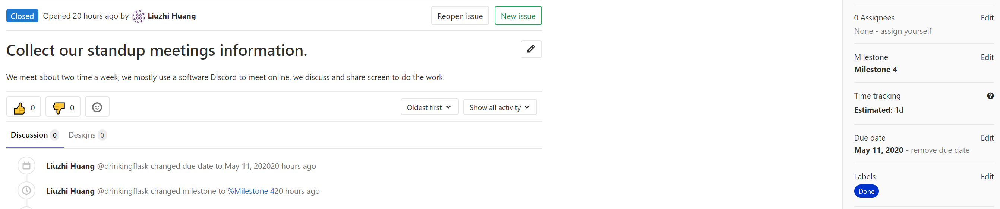 Closed Opened 20 hours ago by Liuzhi Huang Reopen issue New issue
Collect our standup meetings information.
We meet about two time a week, we mostly use a software Discord to meet online, we discuss and share screen to do the work.
0 0 Oldest first Show all activity
Discussion 0 Designs 0
Liuzhi Huang @drinkingflask changed due date to May 11, 202020 hours ago
Liuzhi Huang @drinkingflask changed milestone to %Milestone 420 hours ago
0 Assignees Edit
None - assign yourself
Milestone Edit
Milestone 4
Time tracking ?
Estimated: 1d
Due date Edit
May 11, 2020 - remove due date
Labels Edit
Done